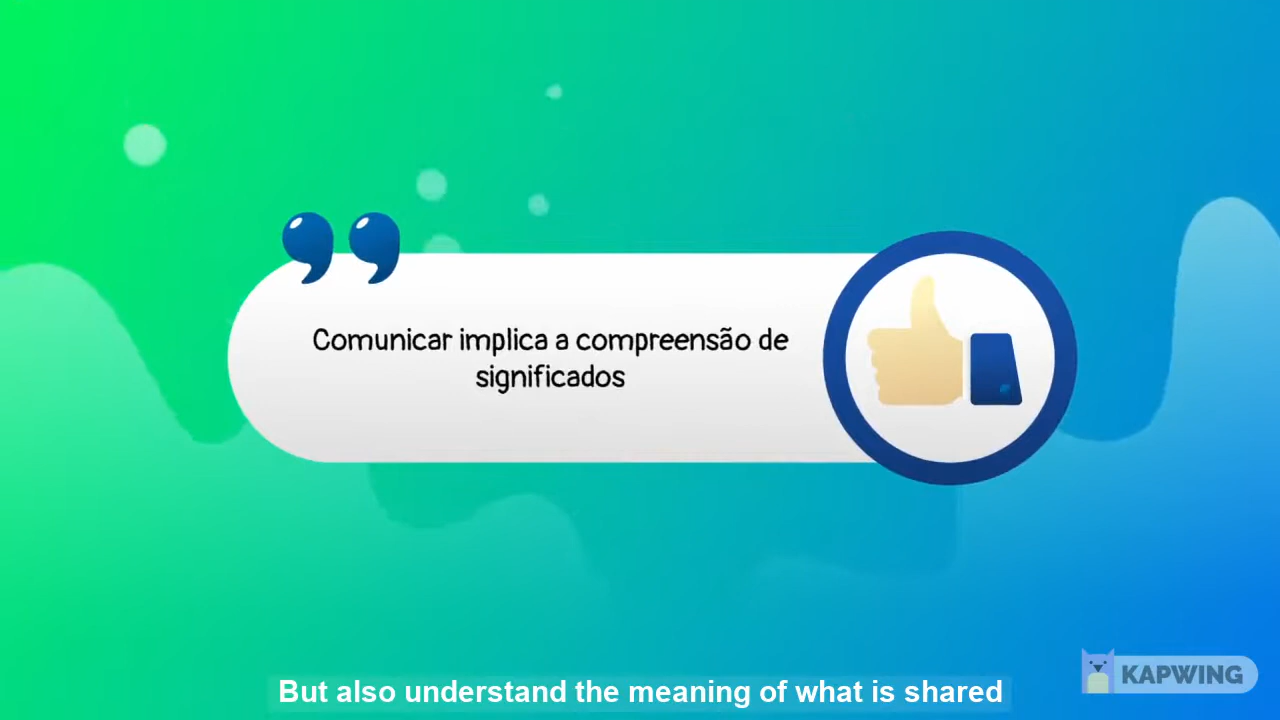 Comunicar implica a compreensão de
significados
But also understand the meaning of what is shared
KAPWING